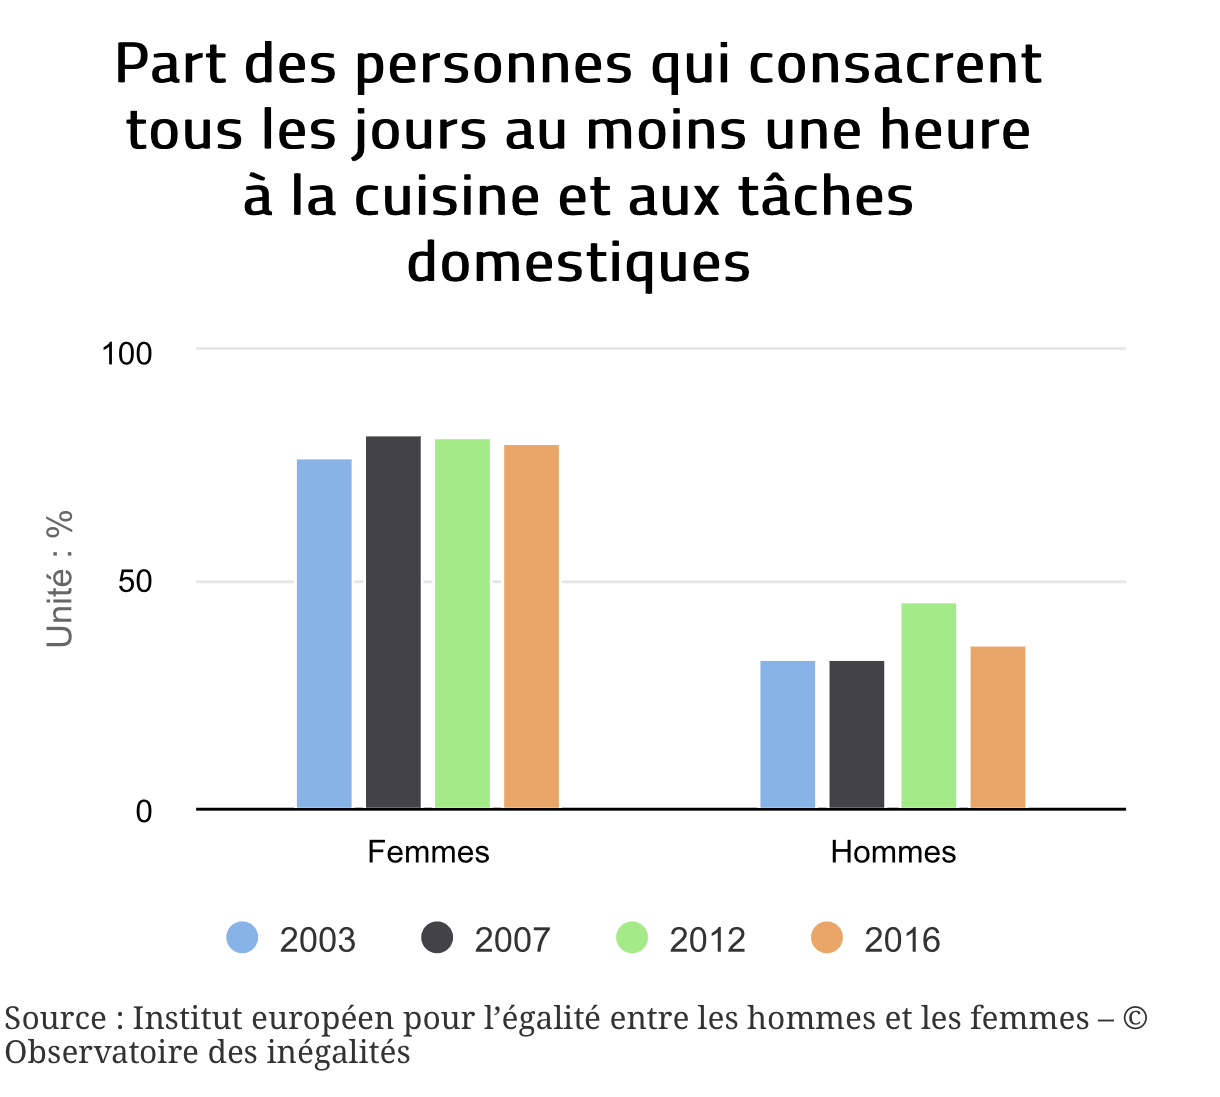 Part des personnes qui consacrent
tous les jours au moins une heure
à la cuisine et aux tâches
domestiques
100
50
0
Unité : %
Femmes
Hommes
2003
2007
2012
2016
Source : Institut européen pour l’égalité entre les hommes et les femmes – ©
Observatoire des inégalités